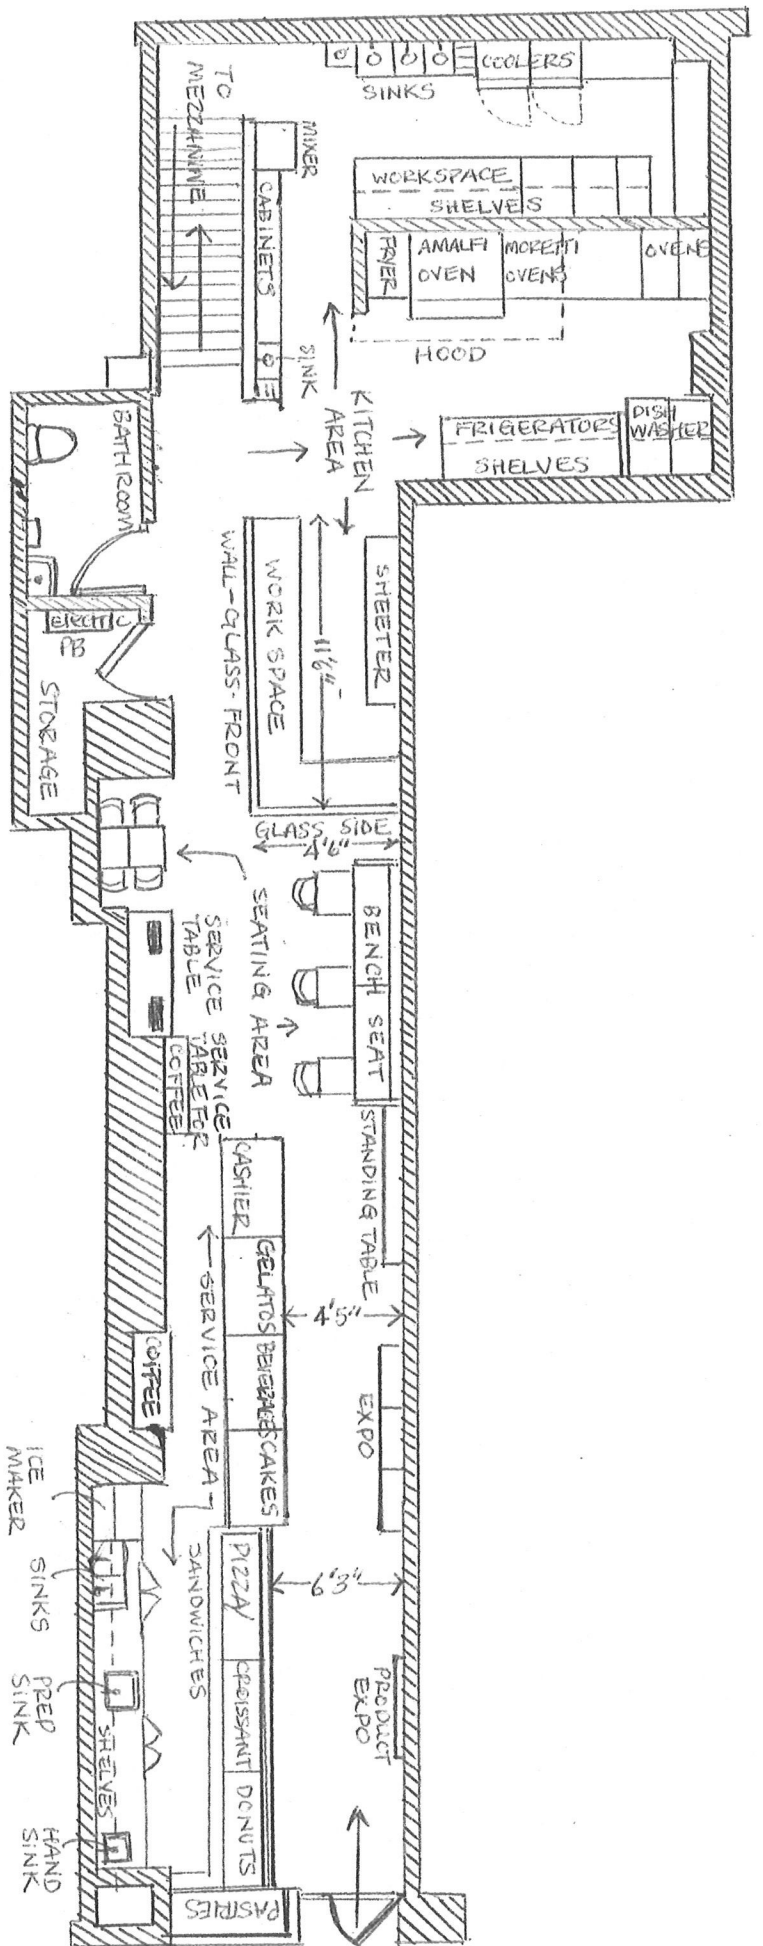 TO
MEZZANINE
SINKS
COOLERS
MIXER
CABINETS
SINK
WORKSPACE
SHELVES
FRYER
AMALFI
OVEN
MORETTI
OVENS
OVENS
HOOD
KITCHEN
AREA
FRIGERATORS
SHELVES
DISH
WASHER
BATHROOM
ELECTRIC
PB
STORAGE
WALL-GLASS-FRONT
WORK SPACE
SHEETER
GLASS SIDE
4'6"
SEATING AREA
BENCH SEAT
SERVICE
TABLE
SERVICE
TABLE FOR
COFFEE
STANDING TABLE
CASHIER
GELATOS
BEVERAGES
CAKES
4'5"
SERVICE AREA
COFFEE
EXPO
ICE
MAKER
SINKS
PREP
SINK
SHELVES
HAND
SINK
PIZZA/
SANDWICHES
CROISSANT
DONUTS
6'3"
PRODUCT
EXPO
PASTRIES